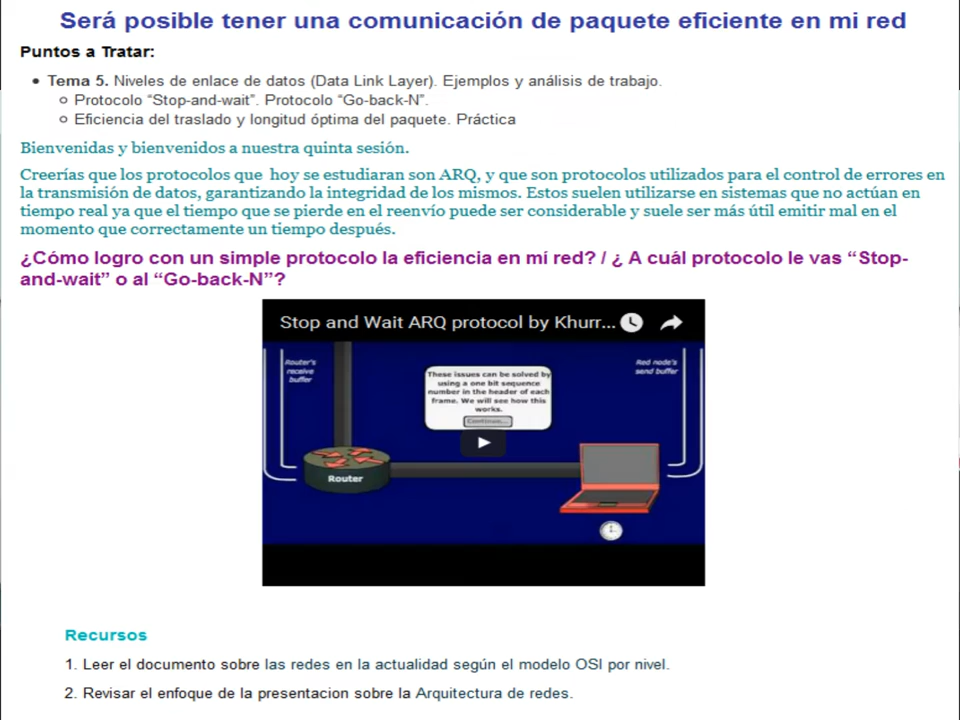 Será posible tener una comunicación de paquete eficiente en mi red
Puntos a Tratar:
Tema 5. Niveles de enlace de datos (Data Link Layer). Ejemplos y análisis de trabajo.
Protocolo “Stop-and-wait”. Protocolo “Go-back-N”.
Eficiencia del traslado y longitud óptima del paquete. Práctica
Bienvenidas y bienvenidos a nuestra quinta sesión.
Creerías que los protocolos que hoy se estudiaran son ARQ, y que son protocolos utilizados para el control de errores en
la transmisión de datos, garantizando la integridad de los mismos. Estos suelen utilizarse en sistemas que no actúan en
tiempo real ya que el tiempo que se pierde en el reenvío puede ser considerable y suele ser más útil emitir mal en el
momento que correctamente un tiempo después.
¿Cómo logro con un simple protocolo la eficiencia en mi red? / ¿ A cuál protocolo le vas “Stop-
and-wait” o al “Go-back-N”?
Stop and Wait ARQ protocol by Khurr...
Router's
receive
buffer
These issues can be solved by
using a one bit sequence
number in the header of each
frame. We will see how this
works.
Continue...
Red node's
send buffer
Router
Recursos
1. Leer el documento sobre las redes en la actualidad según el modelo OSI por nivel.
2. Revisar el enfoque de la presentacion sobre la Arquitectura de redes.